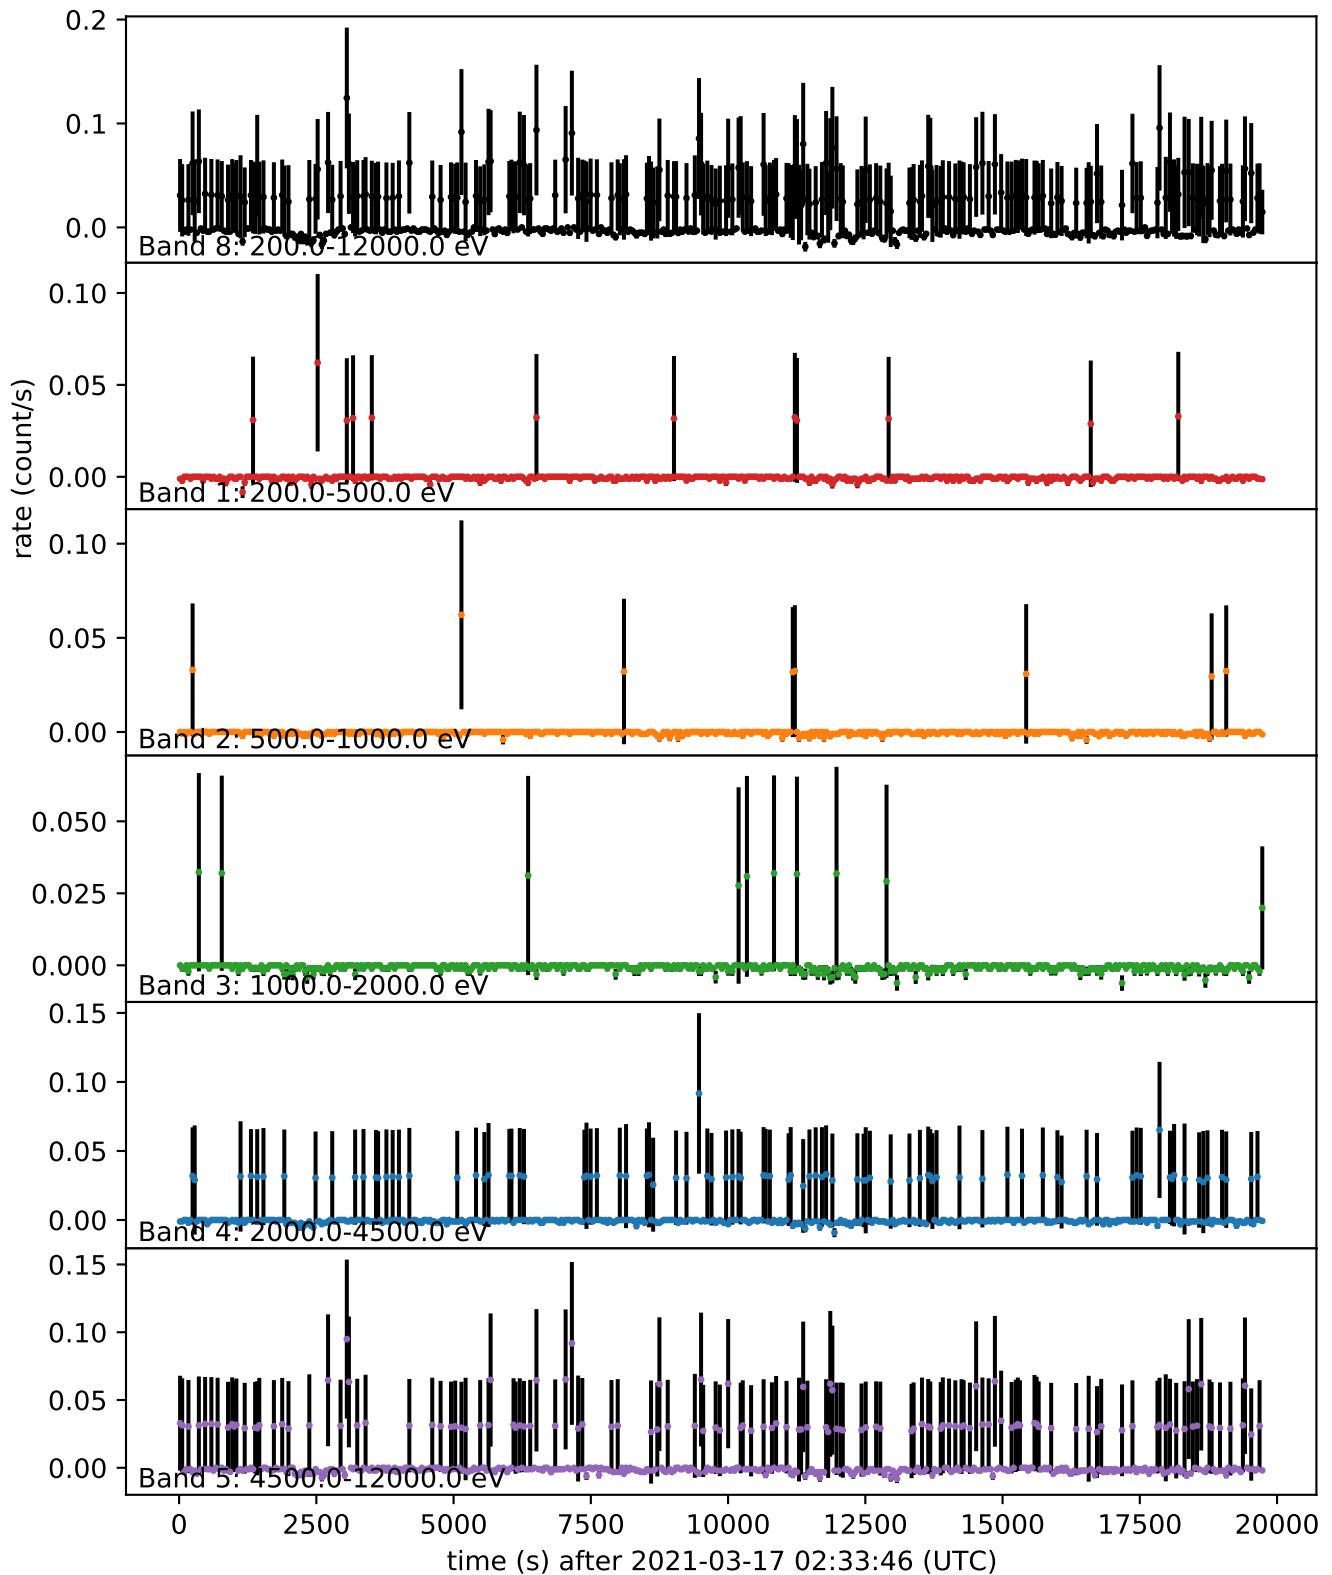 0.2
0.1
0.0
Band 8: 200.0-12000.0 eV
0.10
0.05
0.00
Band 1: 200.0-500.0 eV
rate (count/s)
0.10
0.05
0.00
Band 2: 500.0-1000.0 eV
0.050
0.025
0.000
Band 3: 1000.0-2000.0 eV
0.15
0.10
0.05
0.00
Band 4: 2000.0-4500.0 eV
0.15
0.10
0.05
0.00
Band 5: 4500.0-12000.0 eV
0 2500 5000 7500 10000 12500 15000 17500 20000
time (s) after 2021-03-17 02:33:46 (UTC)